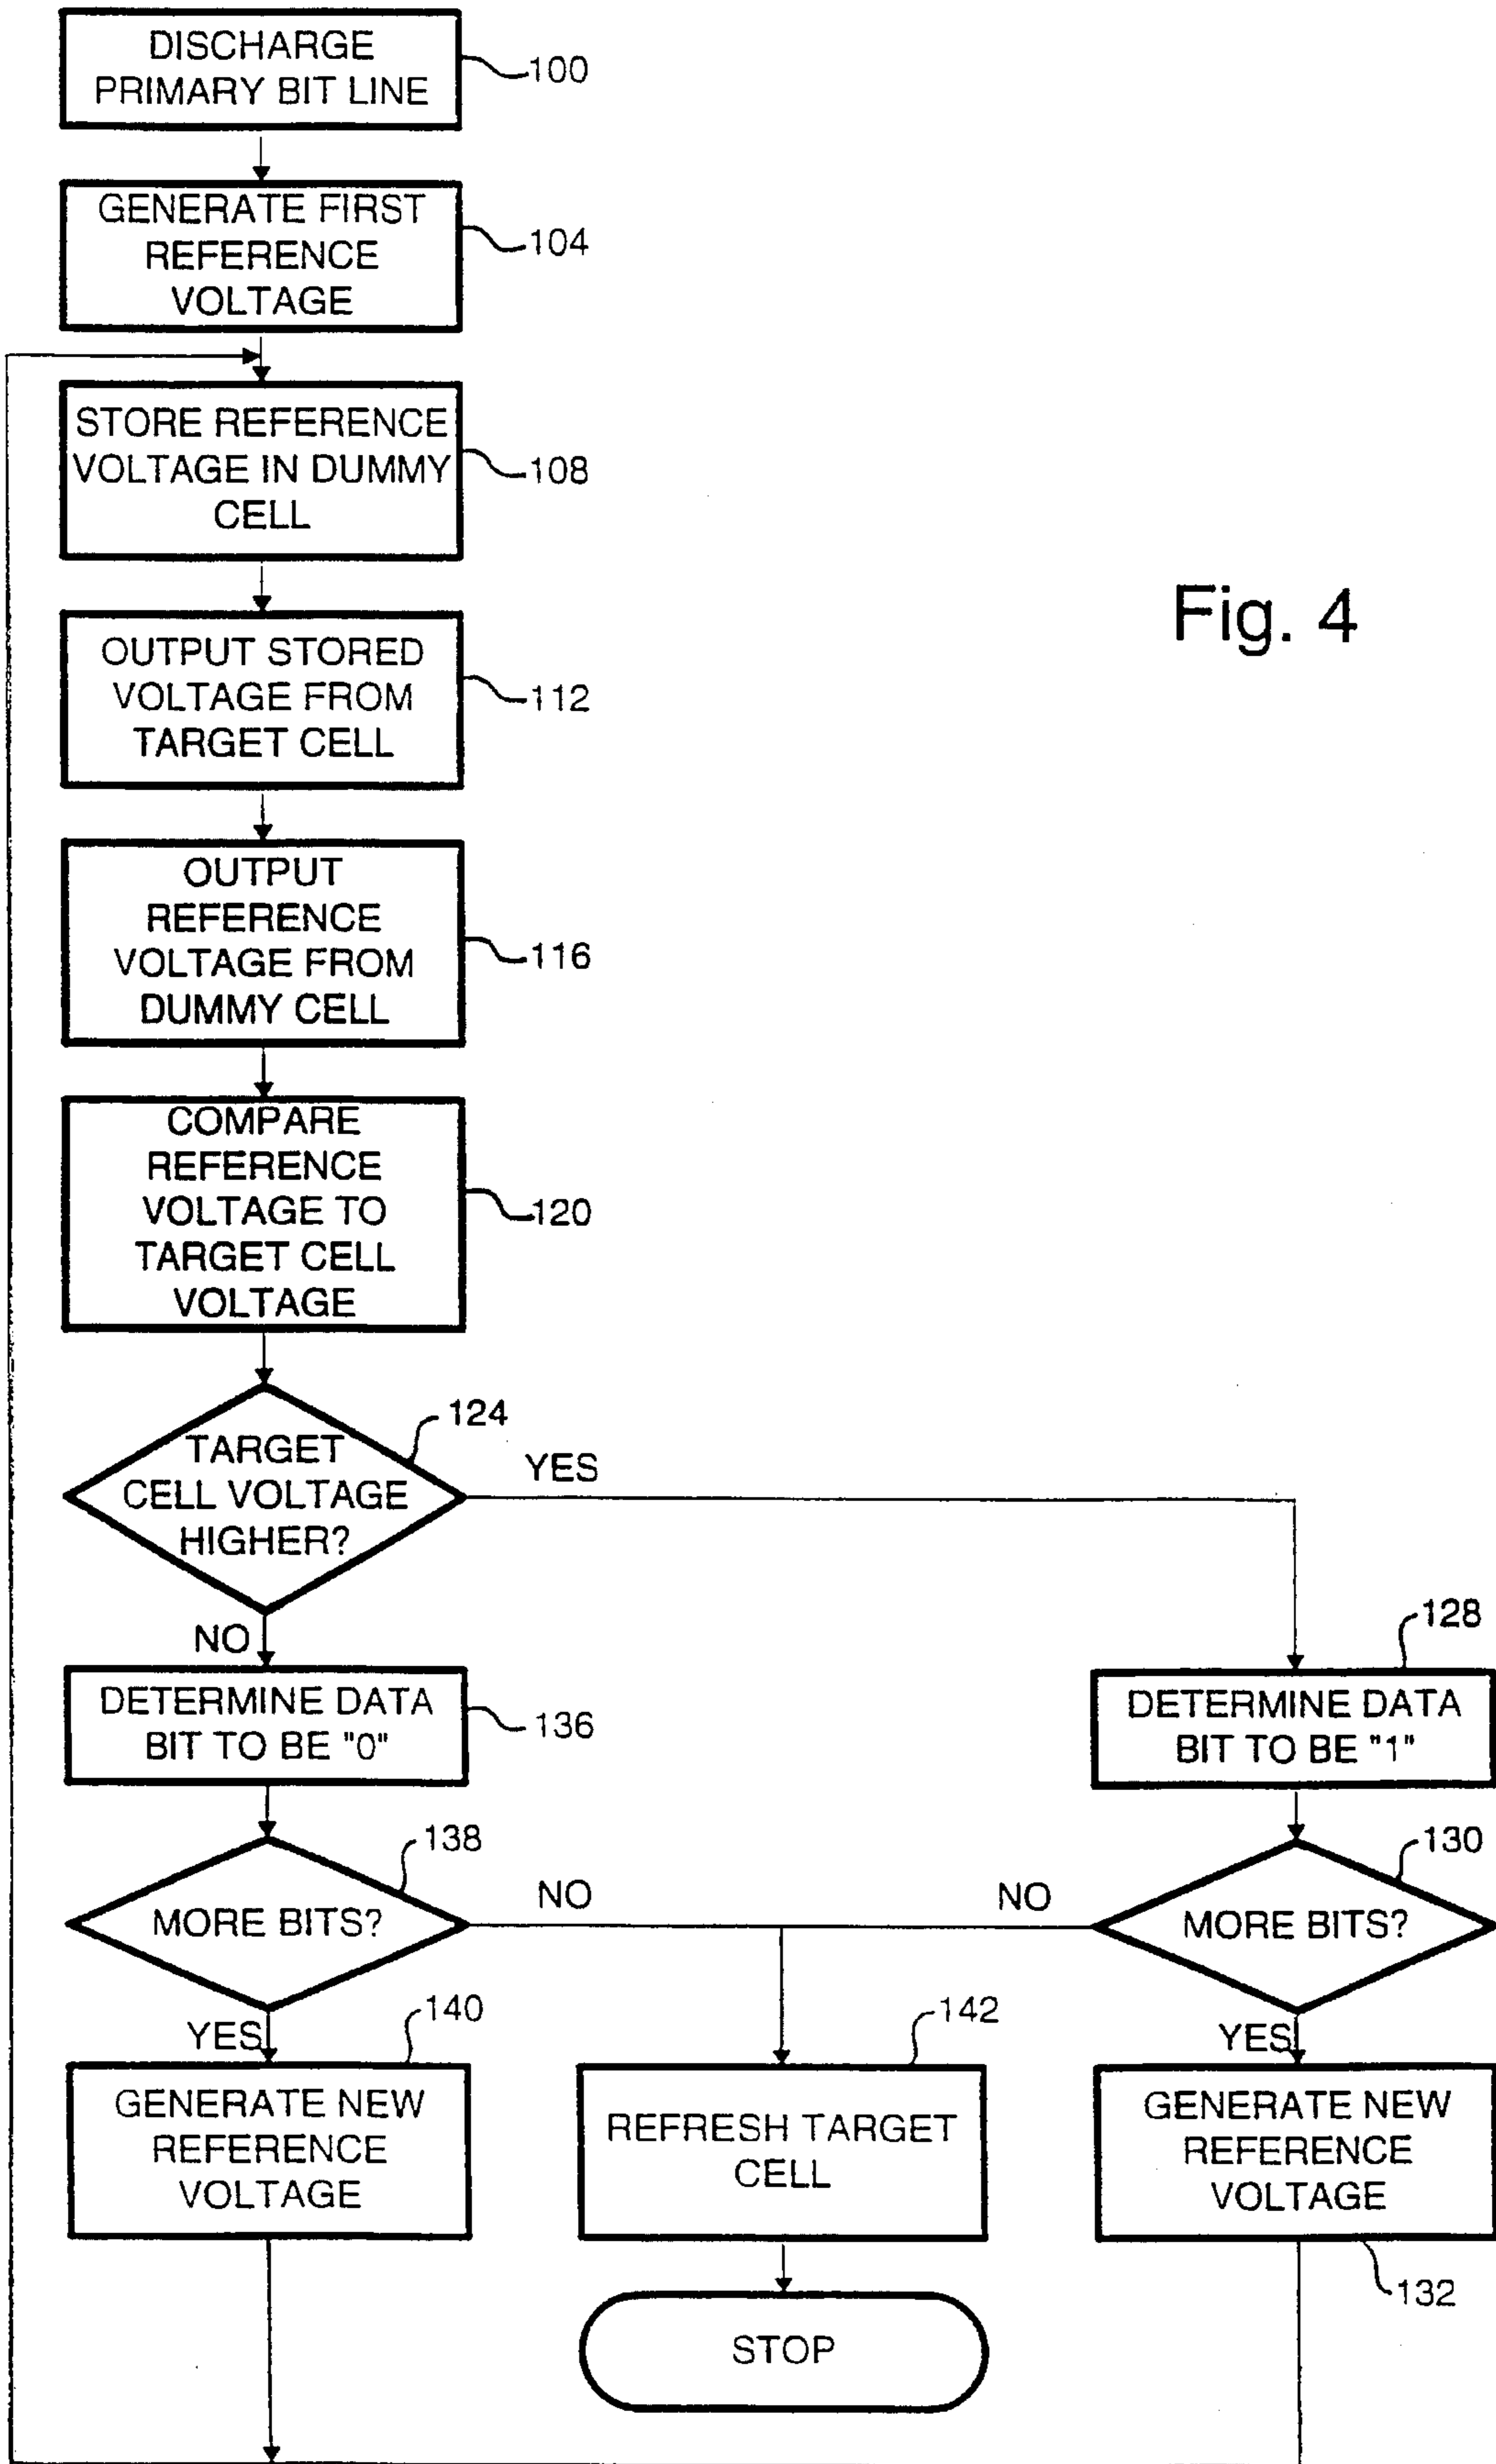 DISCHARGE
PRIMARY BIT LINE
100
GENERATE FIRST
REFERENCE
VOLTAGE
104
STORE REFERENCE
VOLTAGE IN DUMMY
CELL
108
Fig. 4
OUTPUT STORED
VOLTAGE FROM
TARGET CELL
112
OUTPUT
REFERENCE
VOLTAGE FROM
DUMMY CELL
116
COMPARE
REFERENCE
VOLTAGE TO
TARGET CELL
VOLTAGE
120
TARGET
CELL VOLTAGE
HIGHER?
124
YES
NO
DETERMINE DATA
BIT TO BE "0"
136
DETERMINE DATA
BIT TO BE "1"
128
MORE BITS?
138
NO
NO
MORE BITS?
130
YES
YES
GENERATE NEW
REFERENCE
VOLTAGE
140
REFRESH TARGET
CELL
142
GENERATE NEW
REFERENCE
VOLTAGE
132
STOP